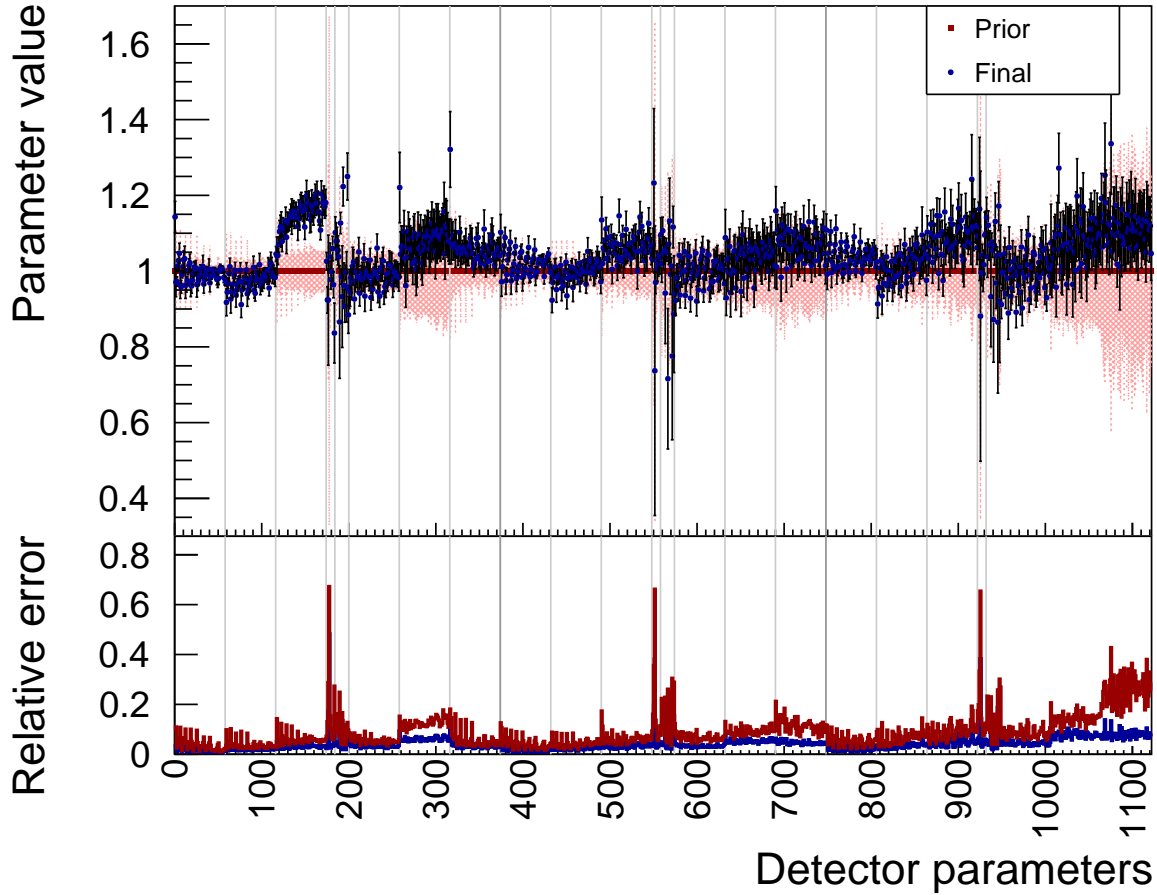 Parameter value
1.6
1.4
1.2
1
0.8
0.6
0.4
Prior
Final
Relative error
0.8
0.6
0.4
0.2
0
0 100 200 300 400 500 600 700 800 900 1000 1100
Detector parameters